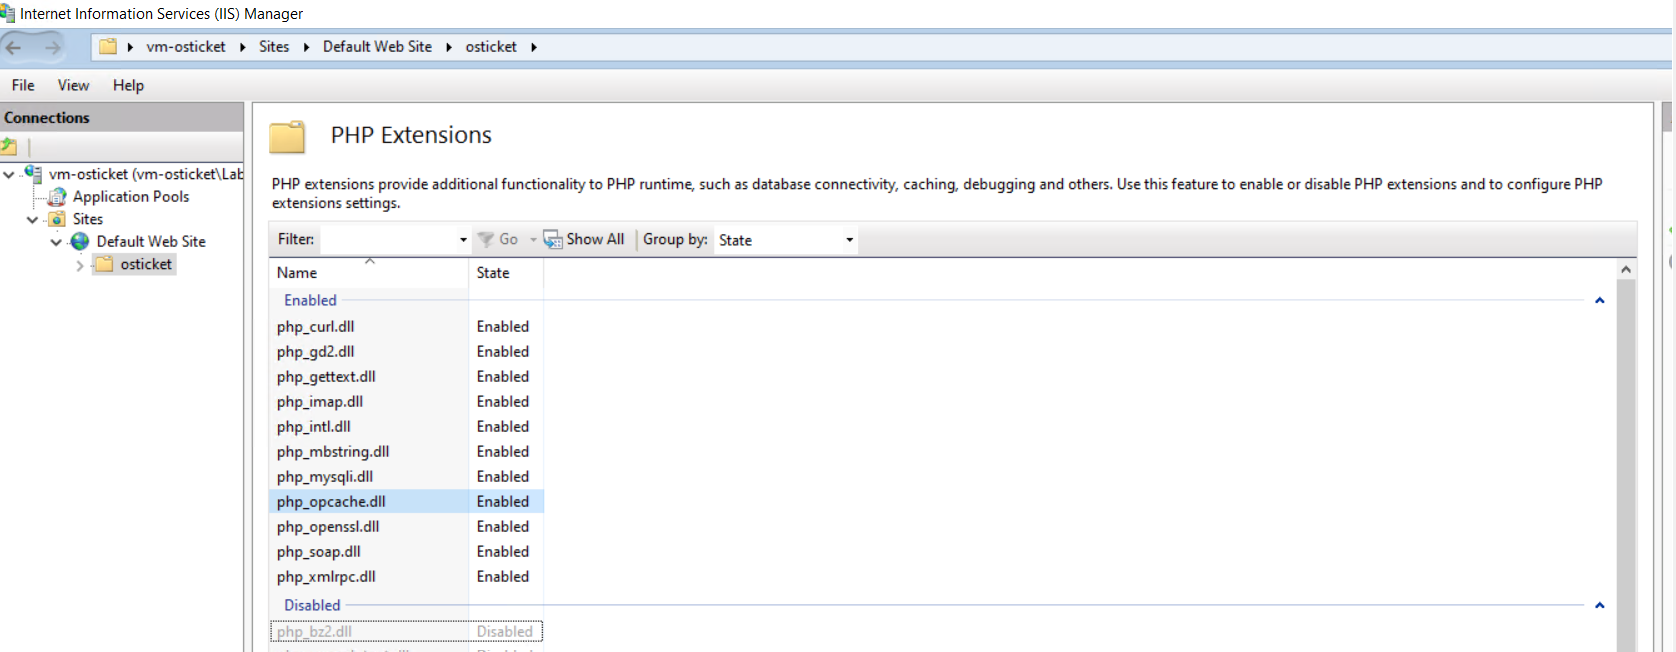 Internet Information Services (IIS) Manager
vm-osticket Sites Default Web Site osticket
File View Help
Connections
vm-osticket (vm-osticket\Lab
Application Pools
Sites
Default Web Site
osticket
PHP Extensions
PHP extensions provide additional functionality to PHP runtime, such as database connectivity, caching, debugging and others. Use this feature to enable or disable PHP extensions and to configure PHP
extensions settings.
Filter: Go Show All Group by: State
Name State
Enabled
php_curl.dll Enabled
php_gd2.dll Enabled
php_gettext.dll Enabled
php_imap.dll Enabled
php_intl.dll Enabled
php_mbstring.dll Enabled
php_mysqli.dll Enabled
php_opcache.dll Enabled
php_openssl.dll Enabled
php_soap.dll Enabled
php_xmlrpc.dll Enabled
Disabled
php_bz2.dll Disabled